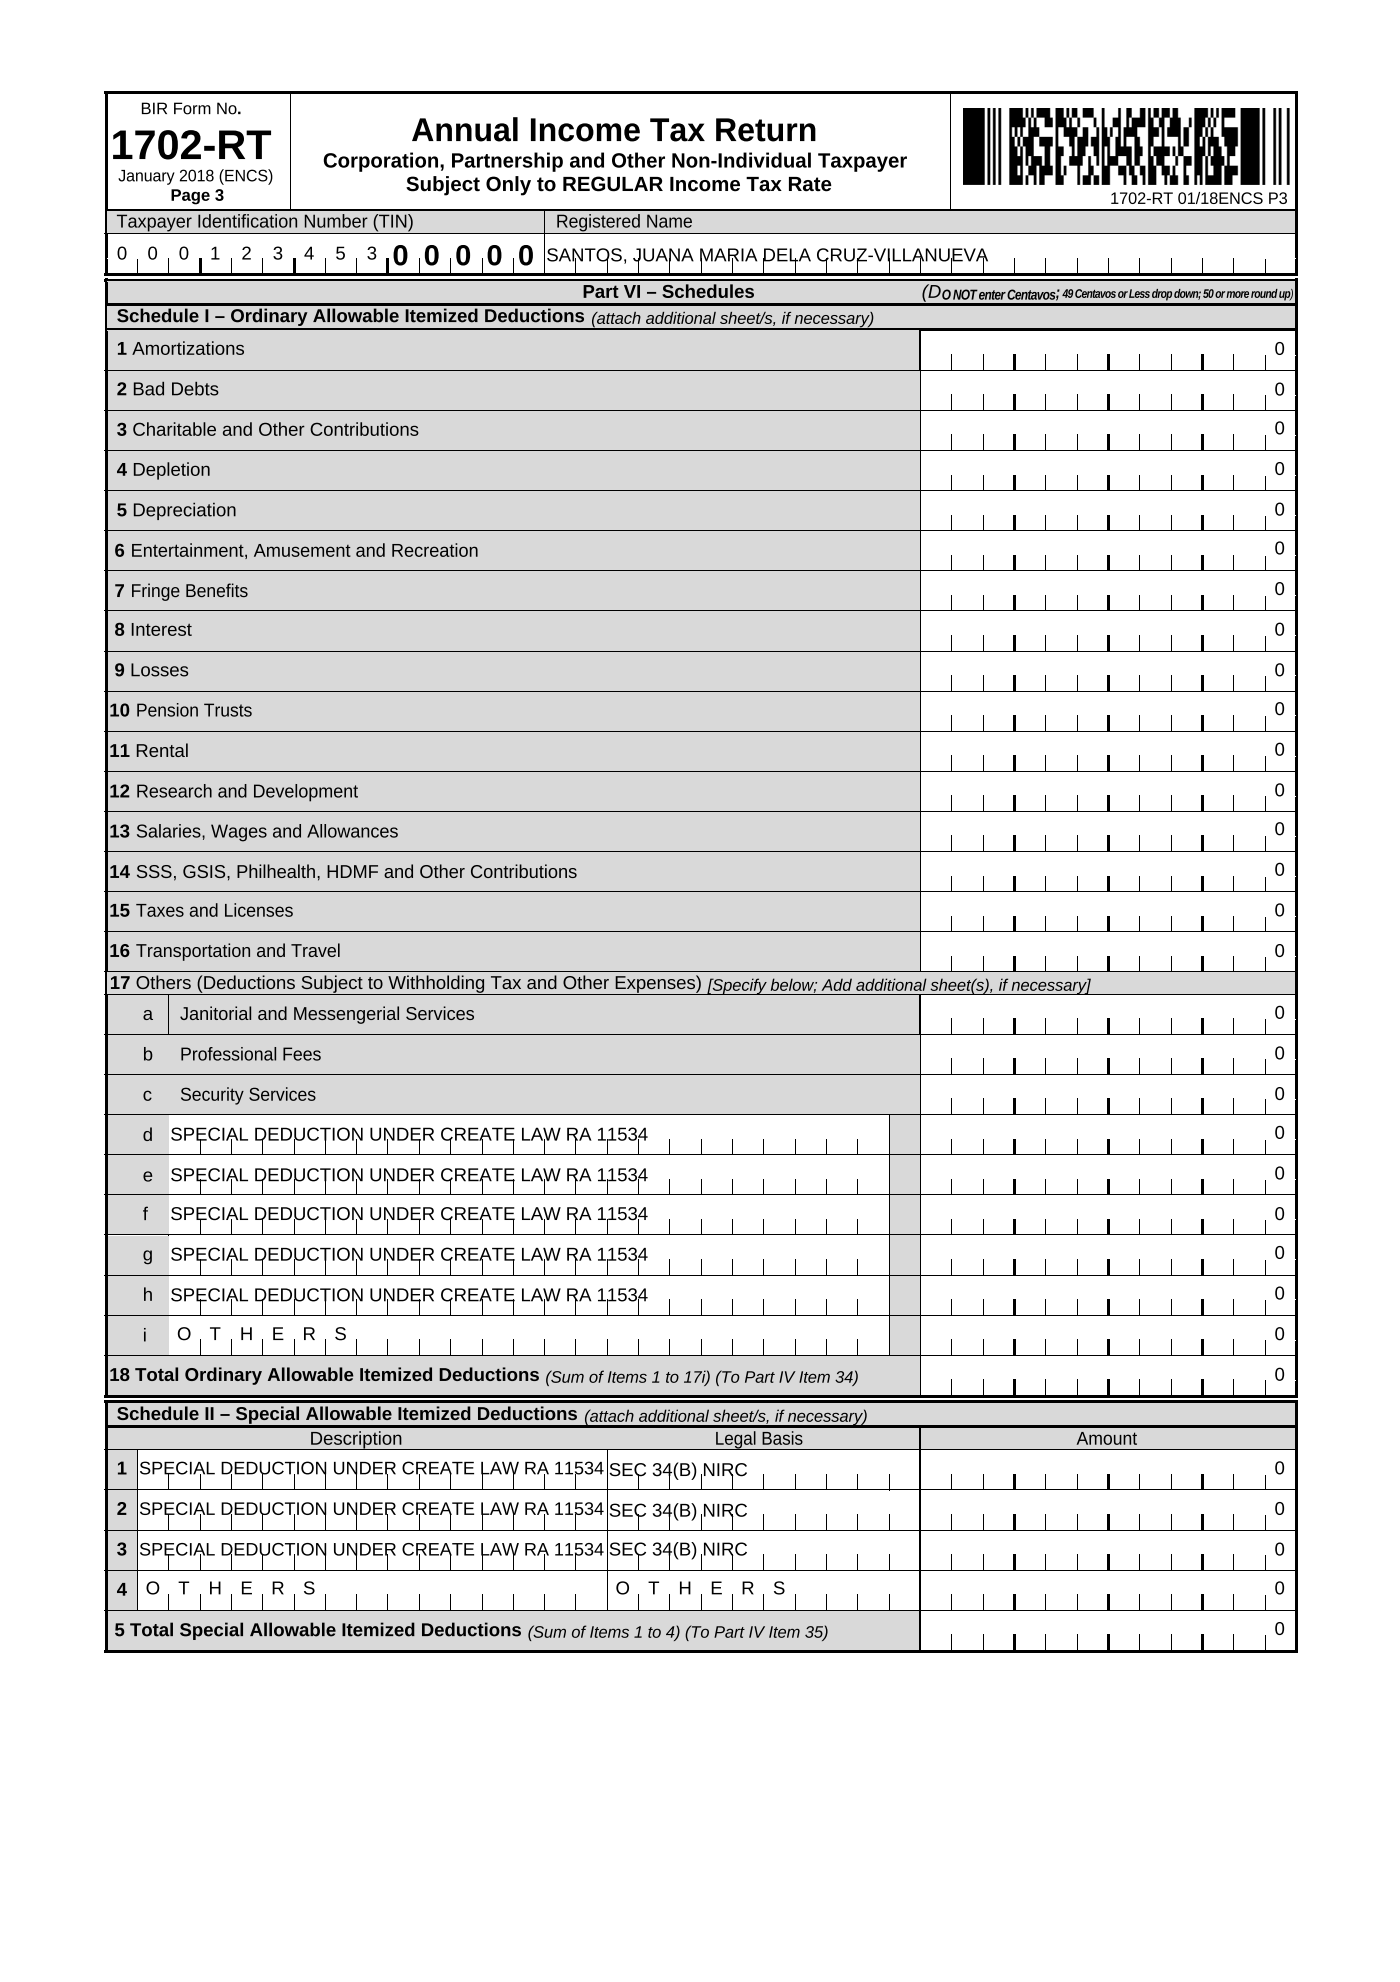 BIR Form No.
1702-RT
January 2018 (ENCS)
Page 3
Annual Income Tax Return
Corporation, Partnership and Other Non-Individual Taxpayer
Subject Only to REGULAR Income Tax Rate
1702-RT 01/18ENCS P3
Taxpayer Identification Number (TIN) Registered Name
0 0 0 1 2 3 4 5 3 0 0 0 0 0 SANTOS, JUANA MARIA DELA CRUZ-VILLANUEVA
Part VI – Schedules (DO NOT enter Centavos; 49 Centavos or Less drop down; 50 or more round up)
Schedule I – Ordinary Allowable Itemized Deductions (attach additional sheet/s, if necessary)
1 Amortizations 0
2 Bad Debts 0
3 Charitable and Other Contributions 0
4 Depletion 0
5 Depreciation 0
6 Entertainment, Amusement and Recreation 0
7 Fringe Benefits 0
8 Interest 0
9 Losses 0
10 Pension Trusts 0
11 Rental 0
12 Research and Development 0
13 Salaries, Wages and Allowances 0
14 SSS, GSIS, Philhealth, HDMF and Other Contributions 0
15 Taxes and Licenses 0
16 Transportation and Travel 0
17 Others (Deductions Subject to Withholding Tax and Other Expenses) [Specify below; Add additional sheet(s), if necessary]
a Janitorial and Messengerial Services 0
b Professional Fees 0
c Security Services 0
d SPECIAL DEDUCTION UNDER CREATE LAW RA 11534 0
e SPECIAL DEDUCTION UNDER CREATE LAW RA 11534 0
f SPECIAL DEDUCTION UNDER CREATE LAW RA 11534 0
g SPECIAL DEDUCTION UNDER CREATE LAW RA 11534 0
h SPECIAL DEDUCTION UNDER CREATE LAW RA 11534 0
i O T H E R S 0
18 Total Ordinary Allowable Itemized Deductions (Sum of Items 1 to 17i) (To Part IV Item 34) 0
Schedule II – Special Allowable Itemized Deductions (attach additional sheet/s, if necessary)
Description Legal Basis Amount
1 SPECIAL DEDUCTION UNDER CREATE LAW RA 11534 SEC 34(B) NIRC 0
2 SPECIAL DEDUCTION UNDER CREATE LAW RA 11534 SEC 34(B) NIRC 0
3 SPECIAL DEDUCTION UNDER CREATE LAW RA 11534 SEC 34(B) NIRC 0
4 O T H E R S O T H E R S 0
5 Total Special Allowable Itemized Deductions (Sum of Items 1 to 4) (To Part IV Item 35) 0